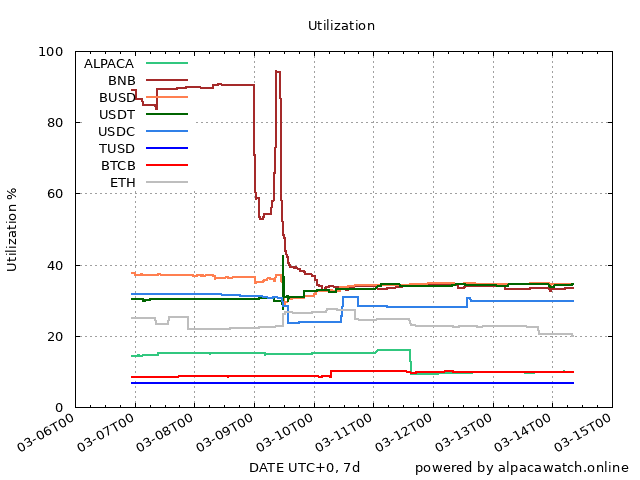 Utilization
Utilization %
100
80
60
40
20
0
ALPACA
BNB
BUSD
USDT
USDC
TUSD
BTCB
ETH
03-06T00
03-07T00
03-08T00
03-09T00
03-10T00
03-11T00
03-12T00
03-13T00
03-14T00
03-15T00
DATE UTC+0, 7d
powered by alpacawatch.online